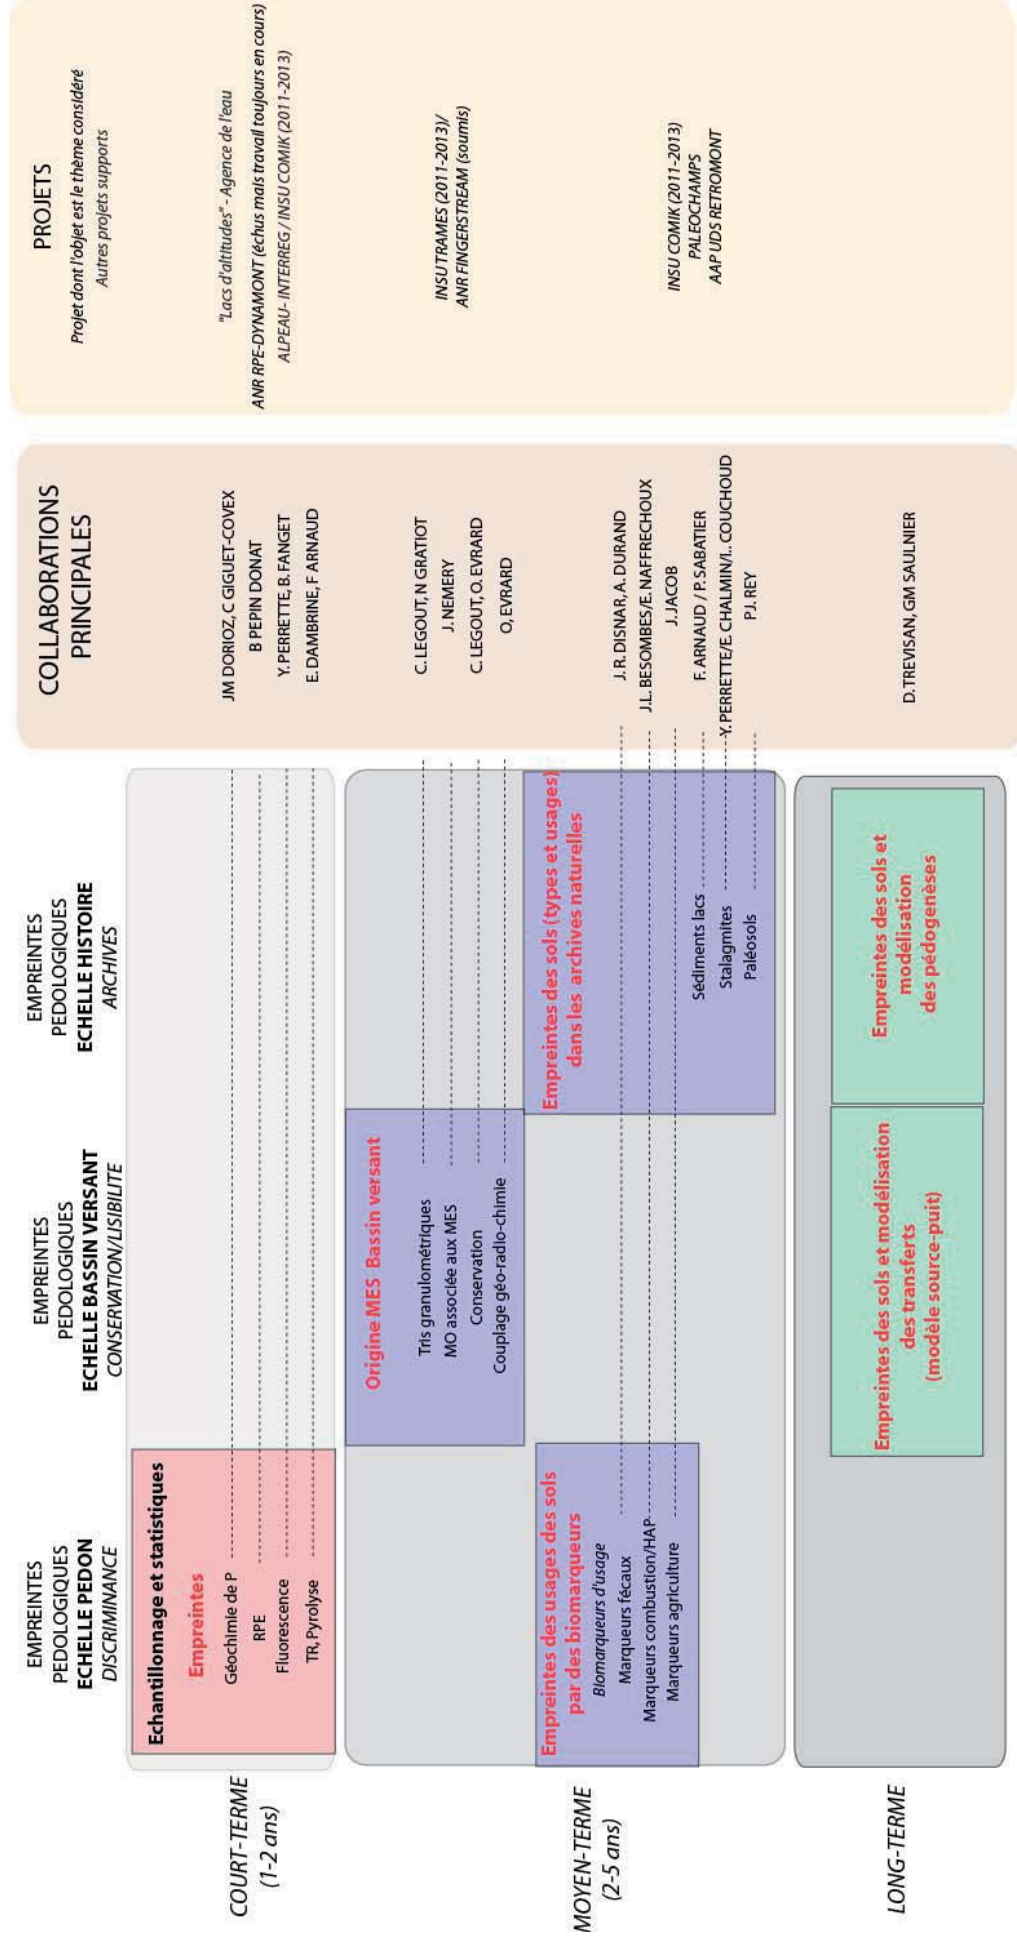 EMPREINTES
PEDOLOGIQUES
ECHELLE PEDON
DISCRIMINANCE
EMPREINTES
PEDOLOGIQUES
ECHELLE BASSIN VERSANT
CONSERVATION/LISIBILITE
EMPREINTES
PEDOLOGIQUES
ECHELLE HISTOIRE
ARCHIVES
COLLABORATIONS
PRINCIPALES
PROJETS
Projet dont l'objet est le thème considéré
Autres projets supports
COURT-TERME
(1-2 ans)
Echantillonnage et statistiques
Empreintes
Géochimie de P
RPE
Fluorescence
TR, Pyrolyse
JM DORIOZ, C GIGUET-COVEX
B PEPIN DONAT
Y. PERRETTE, B. FANGET
E. DAMBRINE, F ARNAUD
"Lacs d'altitudes" - Agence de l'eau
ANR RPE-DYNAMONT (échus mais travail toujours en cours)
ALPEAU- INTERREG / INSU COMIK (2011-2013)
MOYEN-TERME
(2-5 ans)
Origine MES Bassin versant
Tris granulométriques
MO associée aux MES
Conservation
Couplage géo-radio-chimie
C. LEGOUT, N GRATIOT
J. NEMERY
C. LEGOUT, O. EVRARD
O, EVRARD
INSU TRAMES (2011-2013)/
ANR FINGERSTREAM (soumis)
Empreintes des usages des sols
par des biomarqueurs
Biomarqueurs d'usage
Marqueurs fécaux
Marqueurs combustion/HAP
Marqueurs agriculture
Empreintes des sols (types et usages)
dans les archives naturelles
Sédiments lacs
Stalagmites
Paléosols
J. R. DISNAR, A. DURAND
J.L. BESOMBES/E. NAFFRECHOUX
J. JACOB
F. ARNAUD / P. SABATIER
Y. PERRETTE/E. CHALMIN/I.. COUCHOUD
P.J. REY
INSU COMIK (2011-2013)
PALEOCHAMPS
AAP UDS RETROMONT
LONG-TERME
Empreintes des sols et modélisation
des transferts
(modèle source-puit)
Empreintes des sols et
modélisation
des pédogenèses
D. TREVISAN, GM SAULNIER